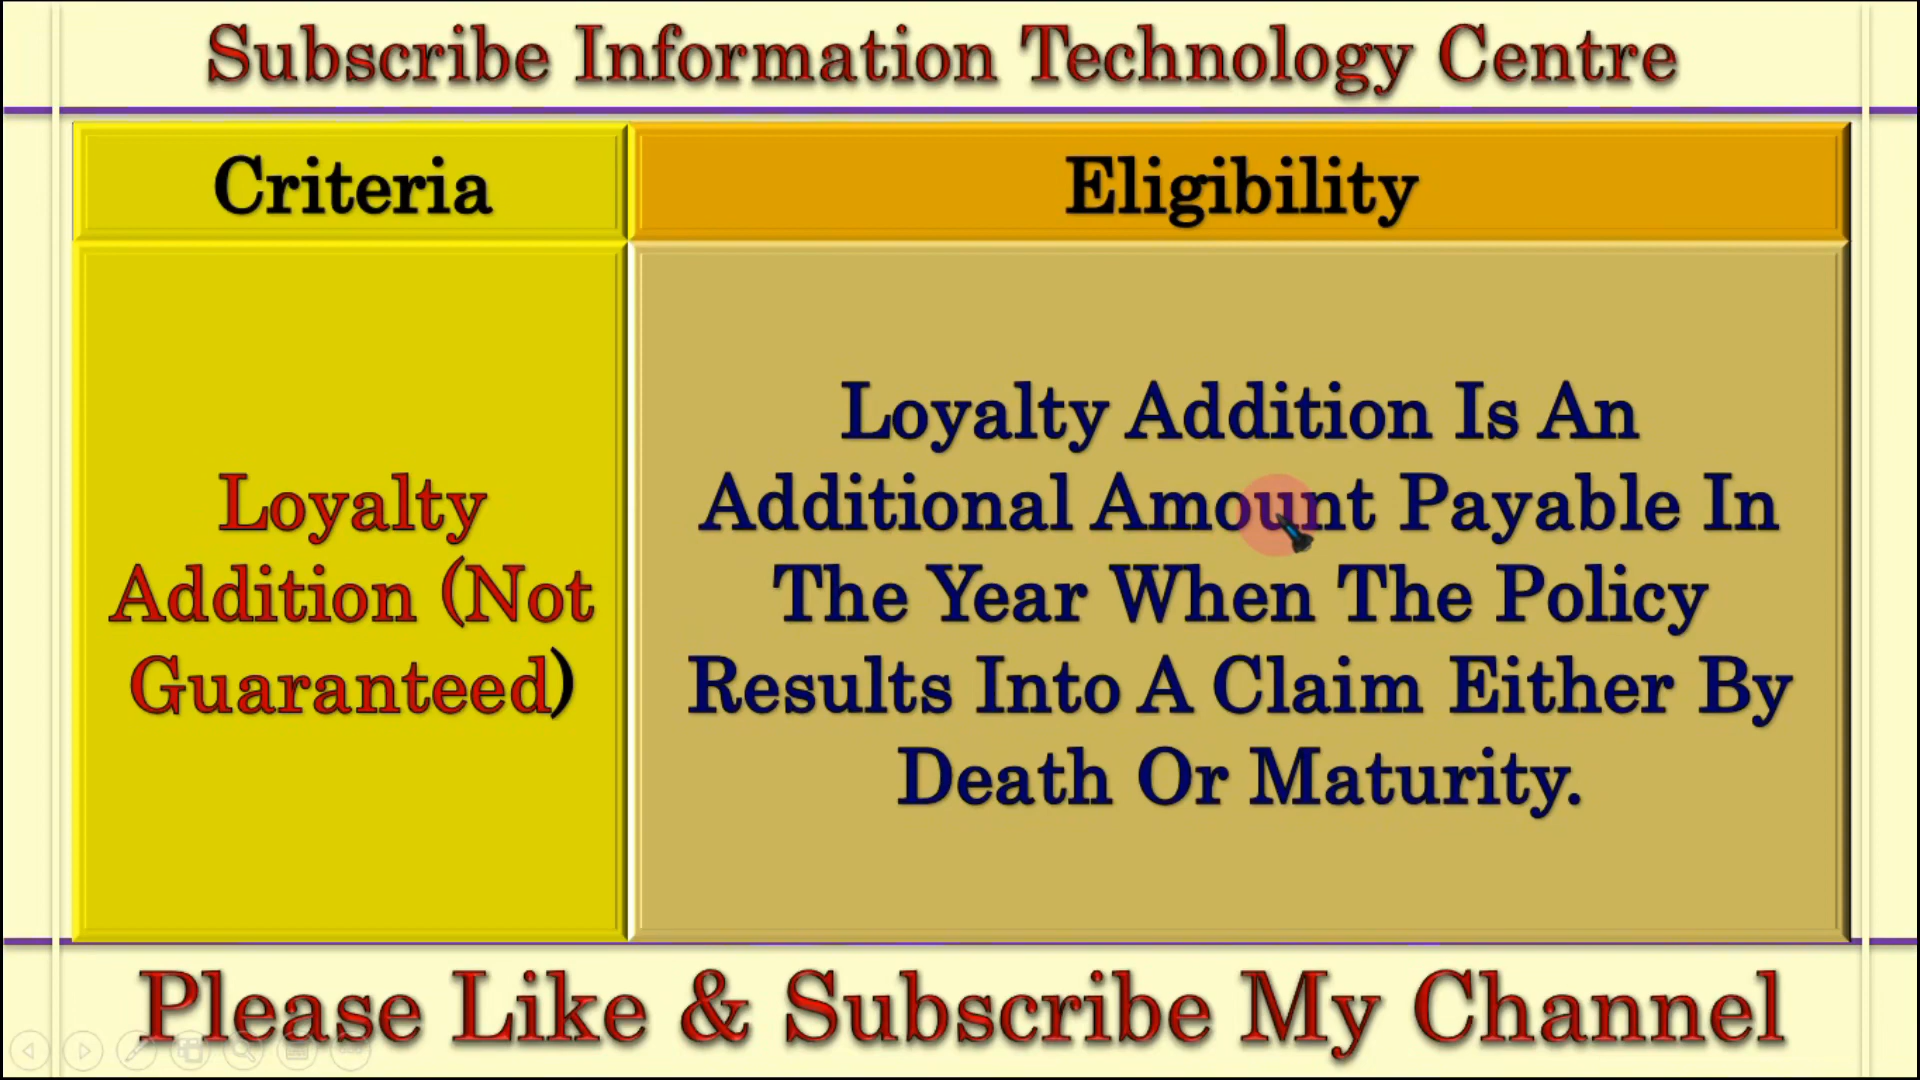 Subscribe Information Technology Centre
Criteria
Eligibility
Loyalty
Addition (Not
Guaranteed)
Loyalty Addition Is An
Additional Amount Payable In
The Year When The Policy
Results Into A Claim Either By
Death Or Maturity.
Please Like & Subscribe My Channel